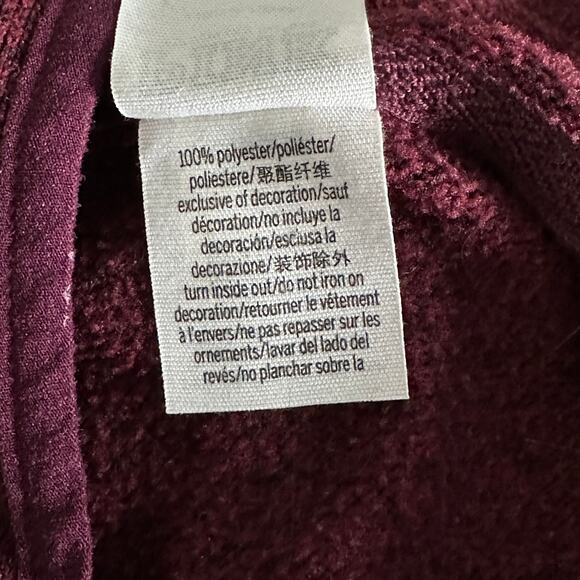 100% polyester/poliéster/
poliestere/聚酯纤维
exclusive of decoration/sauf
décoration/no incluye la
decoración/esclusa la
decorazione/装饰除外
turn inside out/do not iron on
decoration/retourner le vêtement
à l'envers/ne pas repasser sur les
ornements/lavar del lado del
revés/no planchar sobre la